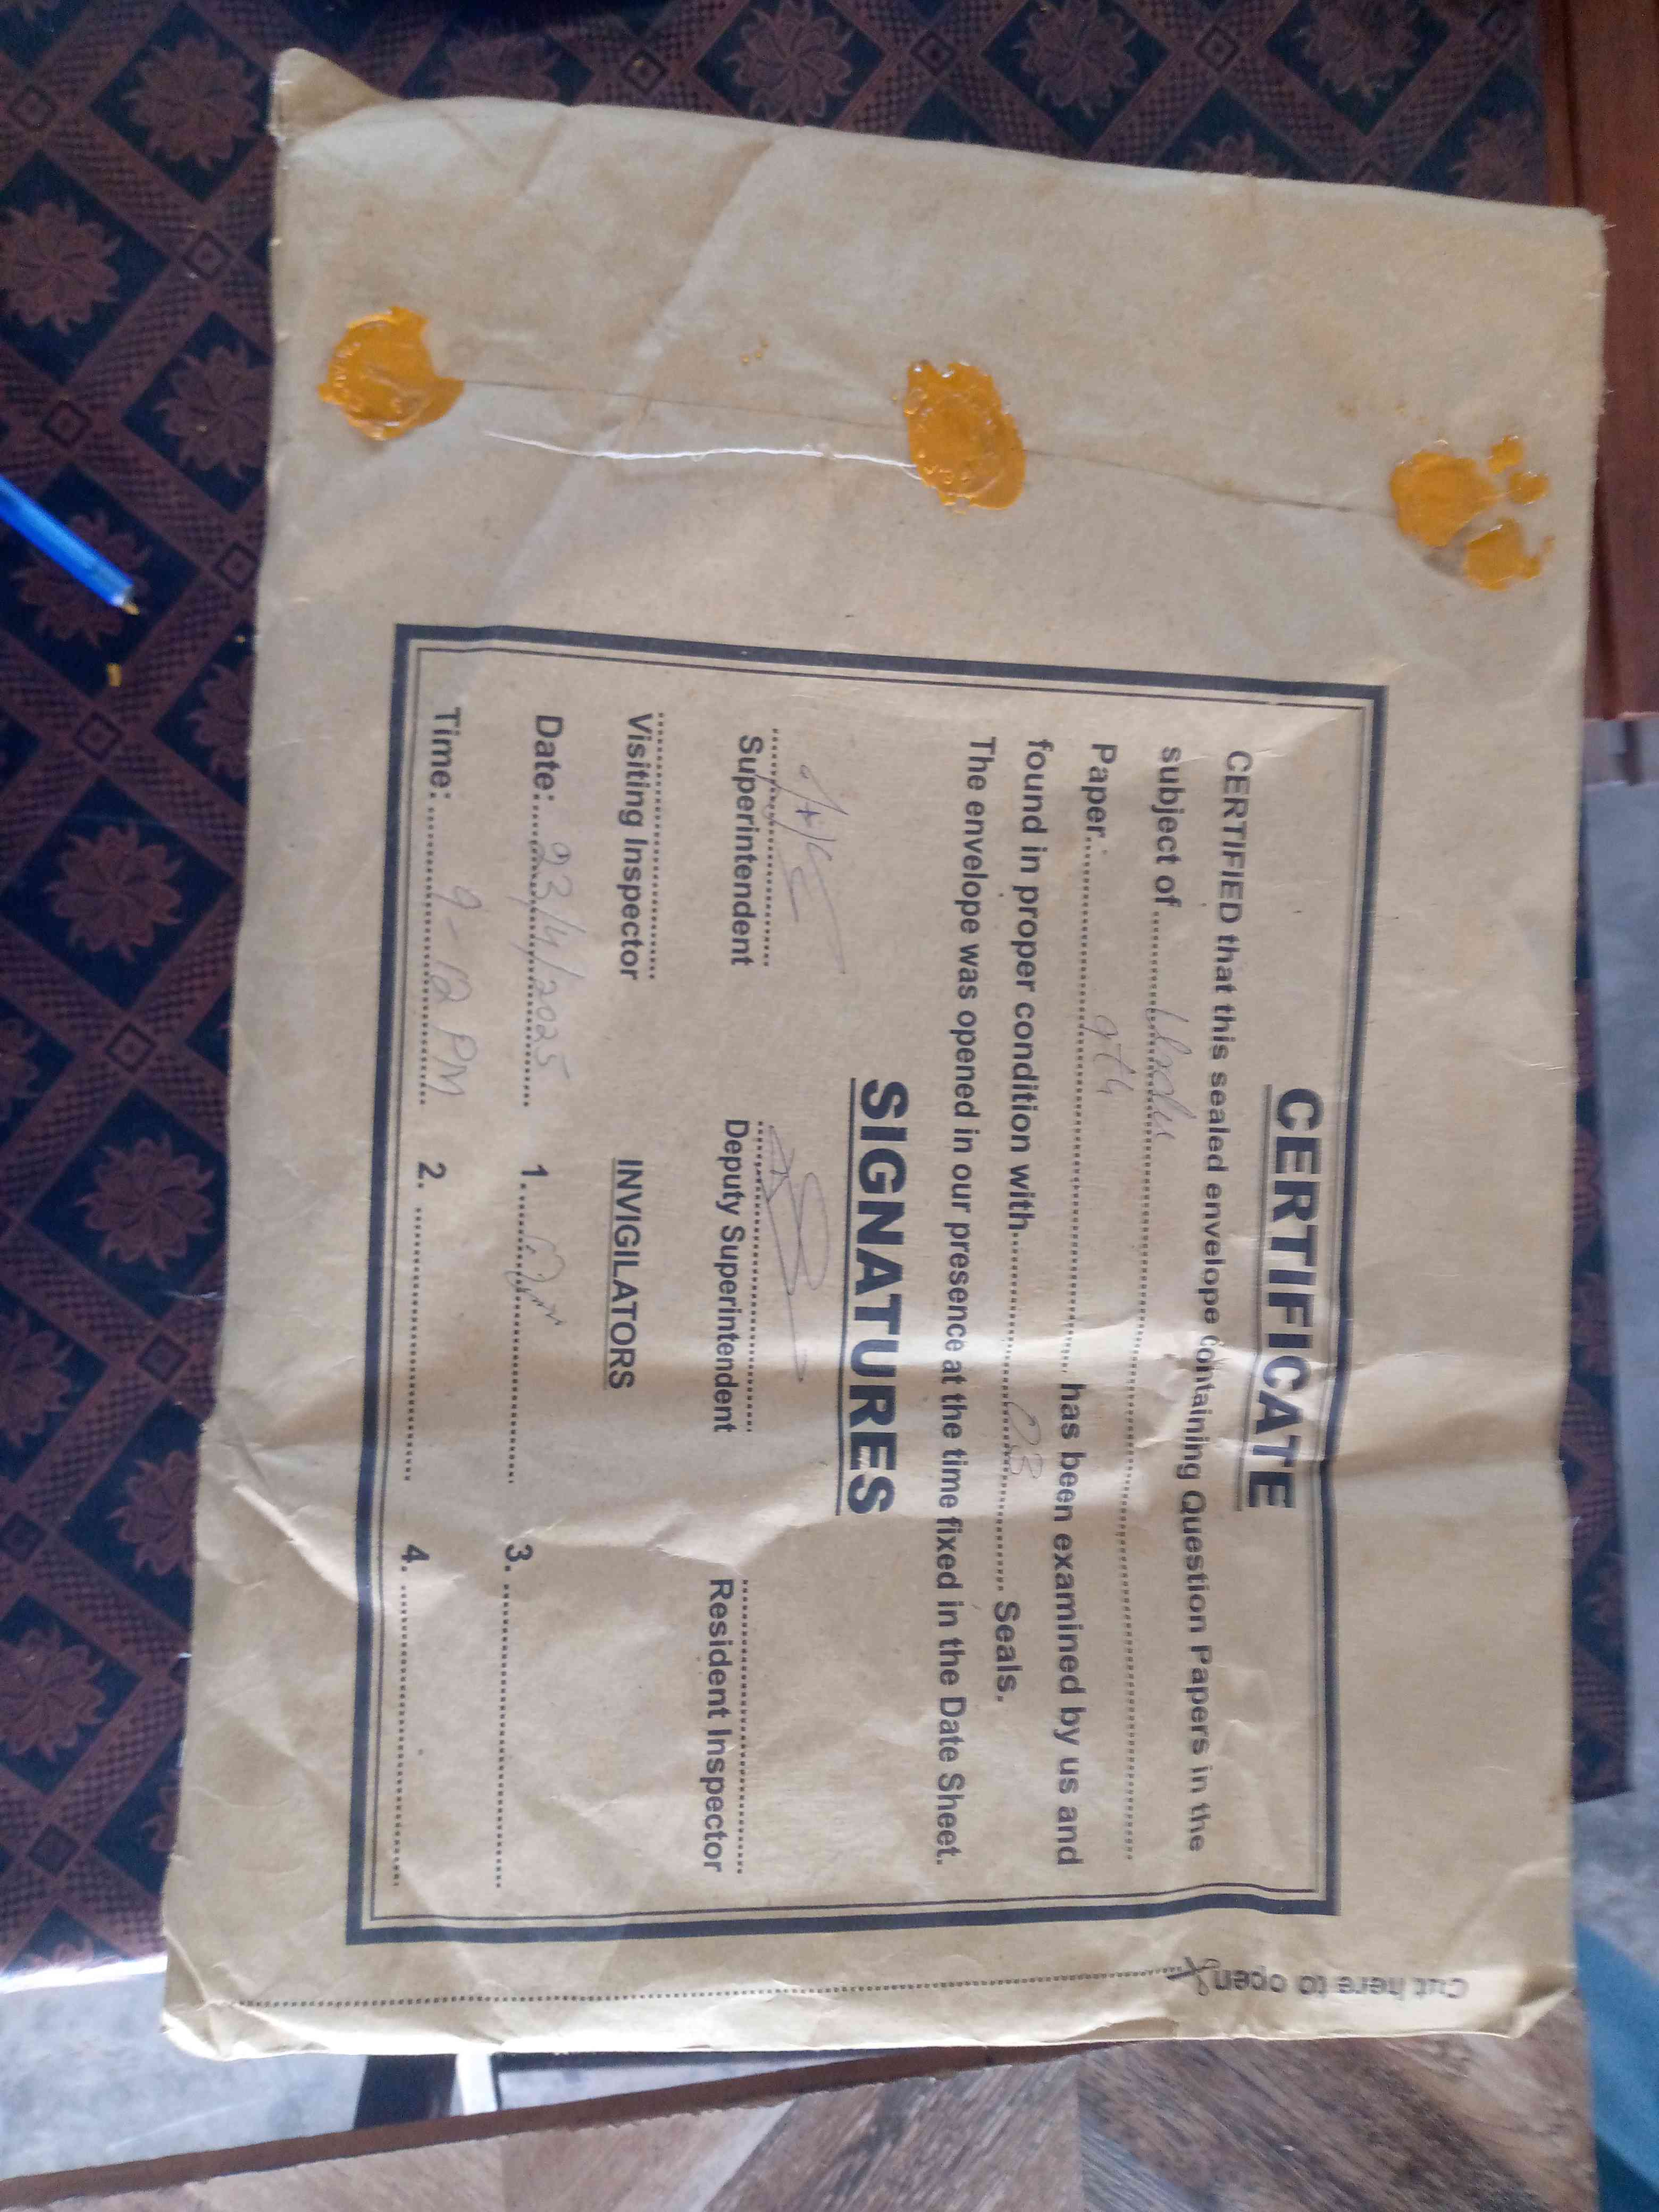 CERTIFICATE
CERTIFIED that this sealed envelope containing Question Papers in the
subject of.......... Urdu ..........
Paper.......... 9th .......... has been examined by us and
found in proper condition with.......... 03 .......... Seals.
The envelope was opened in our presence at the time fixed in the Date Sheet.
SIGNATURES
Superintendent Deputy Superintendent Resident Inspector
Visiting Inspector INVIGILATORS
Date: 23/4/2025 1. 3.
Time: 9-12 PM 2. 4.
Cut here to open